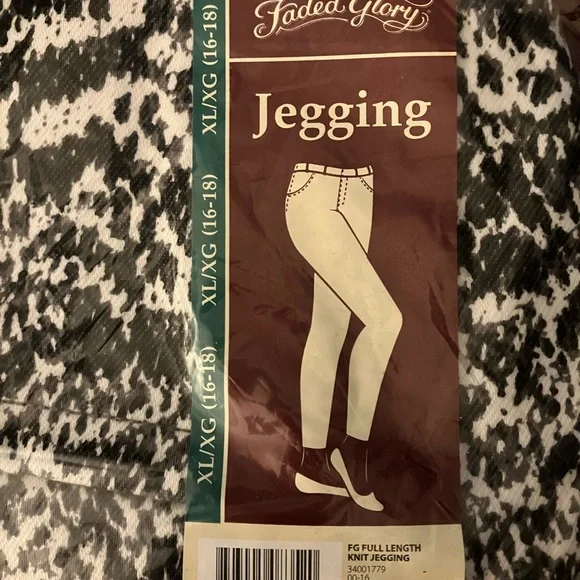 Faded Glory
Jegging
XL/XG (16-18)
XL/XG (16-18)
XL/XG (16-18)
FG FULL LENGTH
KNIT JEGGING
34001779 -
00-16